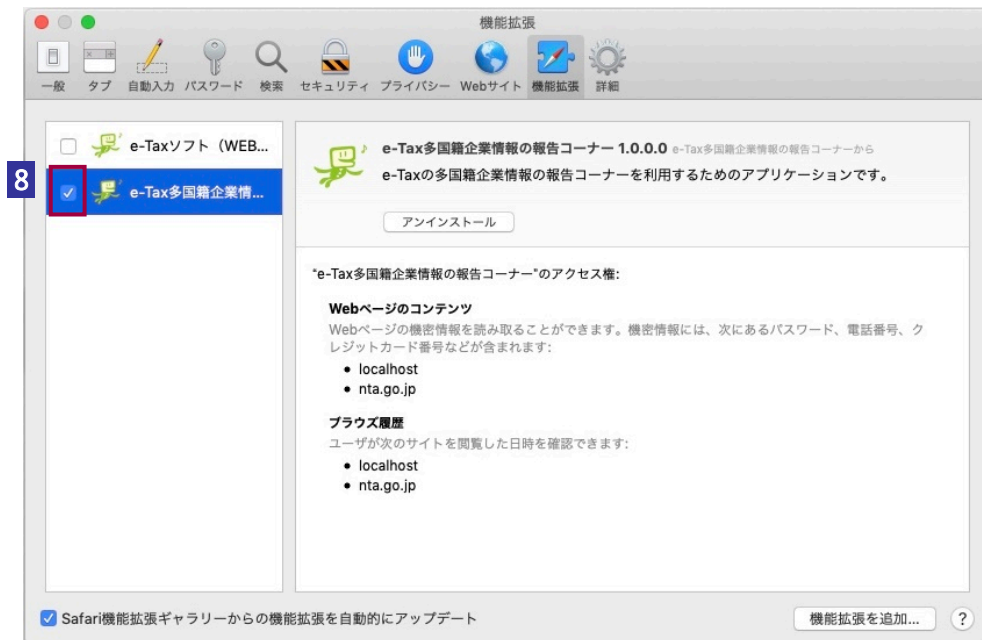 機能拡張
一般 タブ 自動入力 パスワード 検索 セキュリティ プライバシー Webサイト 機能拡張 詳細
8
e-Taxソフト（WEB...
e-Tax多国籍企業情...
e-Tax多国籍企業情報の報告コーナー 1.0.0.0 e-Tax多国籍企業情報の報告コーナーから
e-Taxの多国籍企業情報の報告コーナーを利用するためのアプリケーションです。
アンインストール
“e-Tax多国籍企業情報の報告コーナー”のアクセス権:
Webページのコンテンツ
Webページの機密情報を読み取ることができます。機密情報には、次にあるパスワード、電話番号、ク
レジットカード番号などが含まれます:
• localhost
• nta.go.jp
ブラウズ履歴
ユーザが次のサイトを閲覧した日時を確認できます:
• localhost
• nta.go.jp
Safari機能拡張ギャラリーからの機能拡張を自動的にアップデート
機能拡張を追加... ?